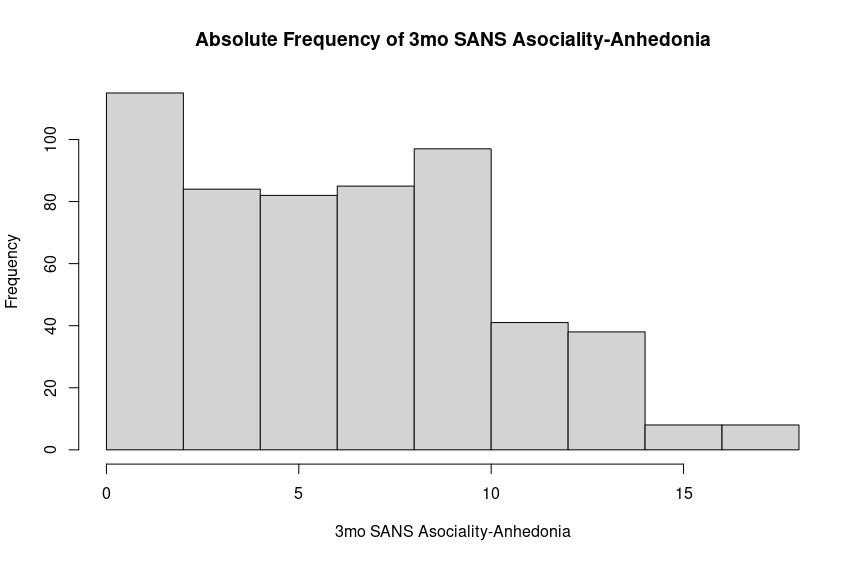 Absolute Frequency of 3mo SANS Asociality-Anhedonia
Frequency
100
80
60
40
20
0
0 5 10 15
3mo SANS Asociality-Anhedonia